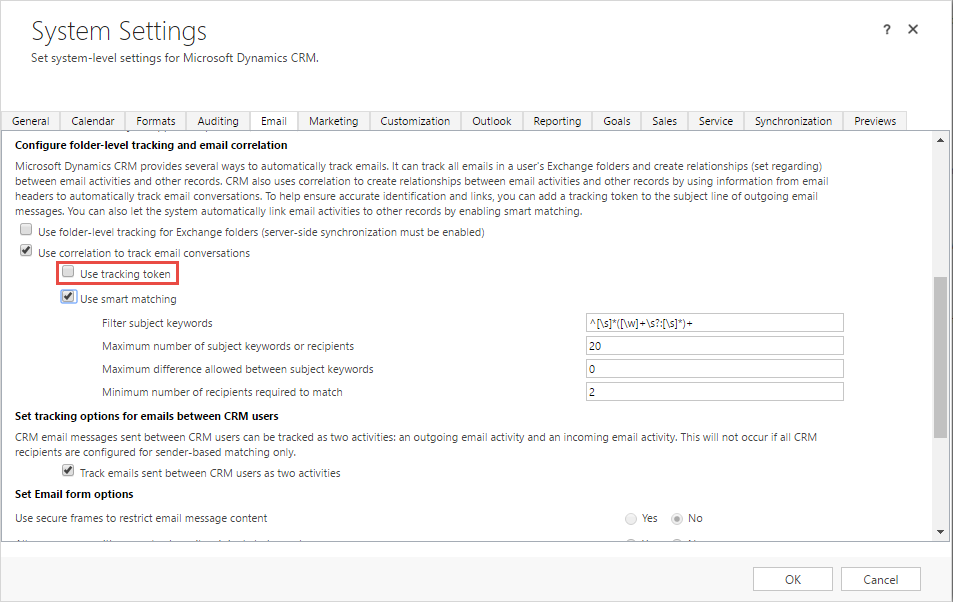 System Settings
? ✕
Set system-level settings for Microsoft Dynamics CRM.
General Calendar Formats Auditing Email Marketing Customization Outlook Reporting Goals Sales Service Synchronization Previews
Configure folder-level tracking and email correlation
Microsoft Dynamics CRM provides several ways to automatically track emails. It can track all emails in a user's Exchange folders and create relationships (set regarding)
between email activities and other records. CRM also uses correlation to create relationships between email activities and other records by using information from email
headers to automatically track email conversations. To help ensure accurate identification and links, you can add a tracking token to the subject line of outgoing email
messages. You can also let the system automatically link email activities to other records by enabling smart matching.
Use folder-level tracking for Exchange folders (server-side synchronization must be enabled)
Use correlation to track email conversations
Use tracking token
Use smart matching
Filter subject keywords ^[\s]*([\w]+\s?:[\s]*)+
Maximum number of subject keywords or recipients 20
Maximum difference allowed between subject keywords 0
Minimum number of recipients required to match 2
Set tracking options for emails between CRM users
CRM email messages sent between CRM users can be tracked as two activities: an outgoing email activity and an incoming email activity. This will not occur if all CRM
recipients are configured for sender-based matching only.
Track emails sent between CRM users as two activities
Set Email form options
Use secure frames to restrict email message content Yes No
OK Cancel